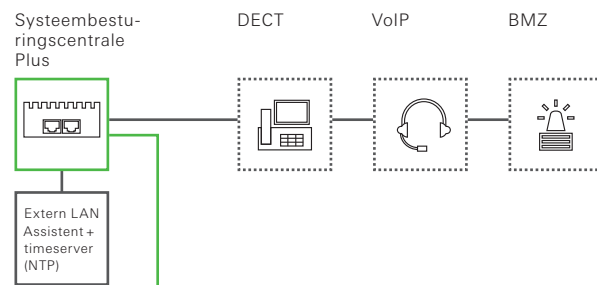 Systeembestu-
ringscentrale
Plus
DECT
VoIP
BMZ
Extern LAN
Assistent +
timeserver
(NTP)